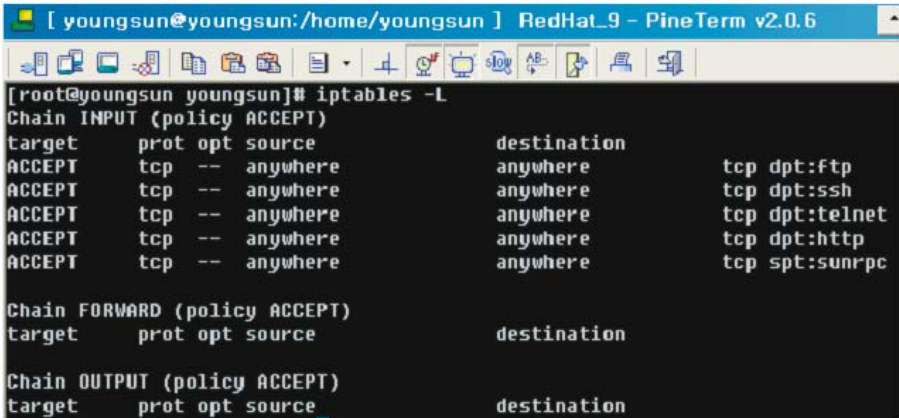 [ youngsun@youngsun:/home/youngsun ] RedHat_9 - PineTerm v2.0.6
slow AB
[root@youngsun youngsun]# iptables -L
Chain INPUT (policy ACCEPT)
target prot opt source destination
ACCEPT tcp -- anywhere anywhere tcp dpt:ftp
ACCEPT tcp -- anywhere anywhere tcp dpt:ssh
ACCEPT tcp -- anywhere anywhere tcp dpt:telnet
ACCEPT tcp -- anywhere anywhere tcp dpt:http
ACCEPT tcp -- anywhere anywhere tcp spt:sunrpc
Chain FORWARD (policy ACCEPT)
target prot opt source destination
Chain OUTPUT (policy ACCEPT)
target prot opt source destination